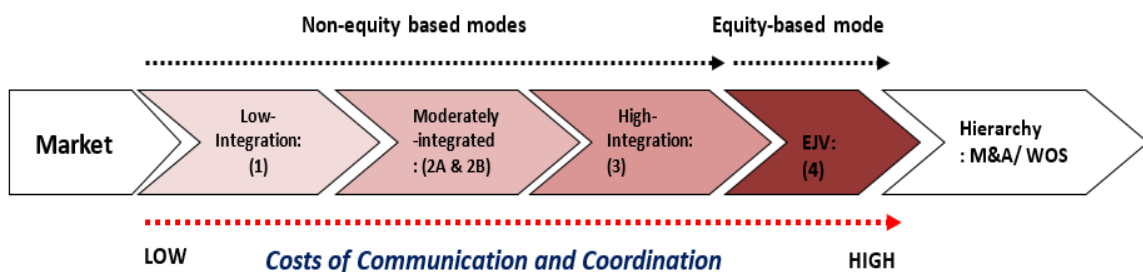 Non-equity based modes
Equity-based mode
Market
Low-
Integration:
(1)
Moderately
-integrated
: (2A & 2B)
High-
Integration:
(3)
EJV:
(4)
Hierarchy
: M&A/ WOS
LOW
Costs of Communication and Coordination
HIGH